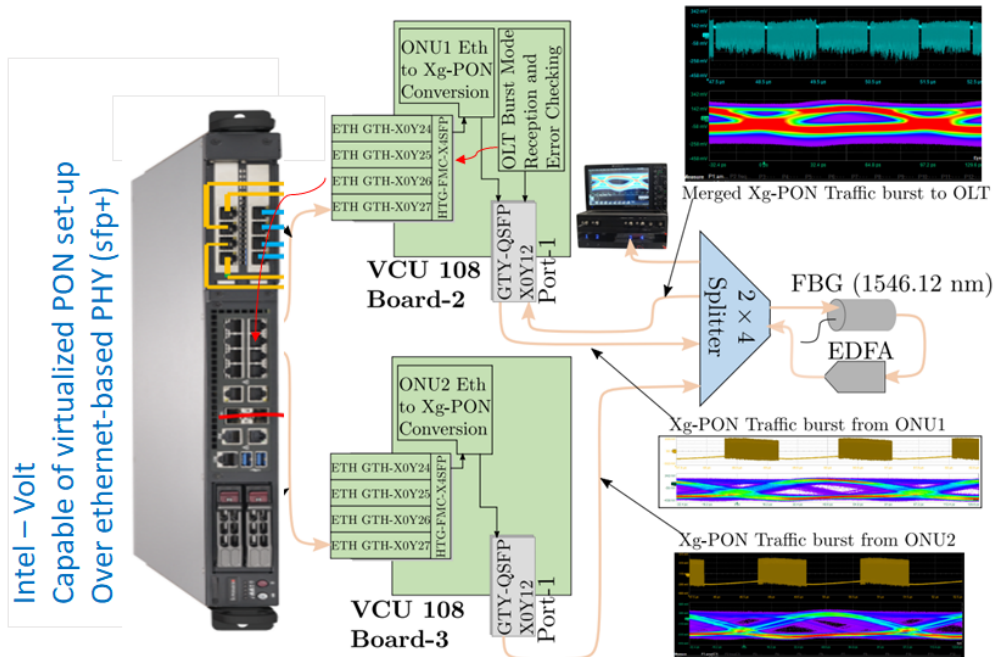 Intel – Volt
Capable of virtualized PON set-up
Over ethernet-based PHY (sfp+)
ONU1 Eth
to Xg-PON
Conversion
OLT Burst Mode
Reception and
Error Checking
ETH GTH-X0Y24
ETH GTH-X0Y25
ETH GTH-X0Y26
ETH GTH-X0Y27
HTG-FMC-X4SFP
GTY-QSFP
X0Y12
Port-1
VCU 108
Board-2
Merged Xg-PON Traffic burst to OLT
2 × 4
Splitter
FBG (1546.12 nm)
EDFA
ONU2 Eth
to Xg-PON
Conversion
ETH GTH-X0Y24
ETH GTH-X0Y25
ETH GTH-X0Y26
ETH GTH-X0Y27
HTG-FMC-X4SFP
GTY-QSFP
X0Y12
Port-1
VCU 108
Board-3
Xg-PON Traffic burst from ONU1
Xg-PON Traffic burst from ONU2